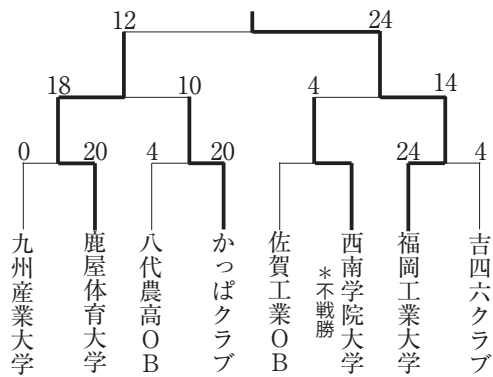 12
24
18
10
4
14
0
20
4
20
24
4
九州産業大学
鹿屋体育大学
八代農高OB
かっぱクラブ
佐賀工業OB
西南学院大学
＊不戦勝
福岡工業大学
吉四六クラブ